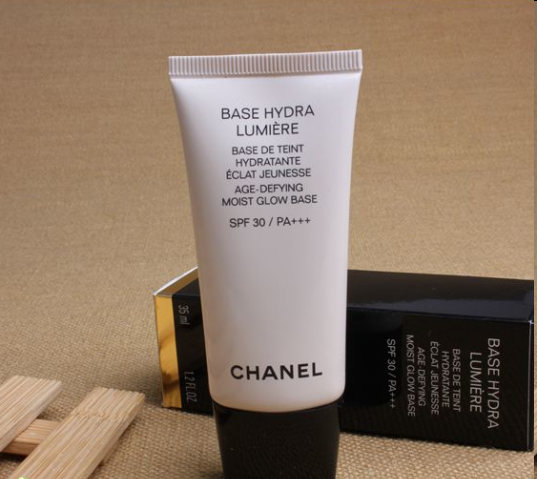 BASE HYDRA
LUMIÈRE
BASE DE TEINT
HYDRATANTE
ÉCLAT JEUNESSE
AGE-DEFYING
MOIST GLOW BASE
SPF 30 / PA+++
CHANEL
35 ml
1.2 FL.OZ
BASE HYDRA
LUMIÈRE
BASE DE TEINT
HYDRATANTE
ÉCLAT JEUNESSE
AGE-DEFYING
MOIST GLOW BASE
SPF 30 / PA+++